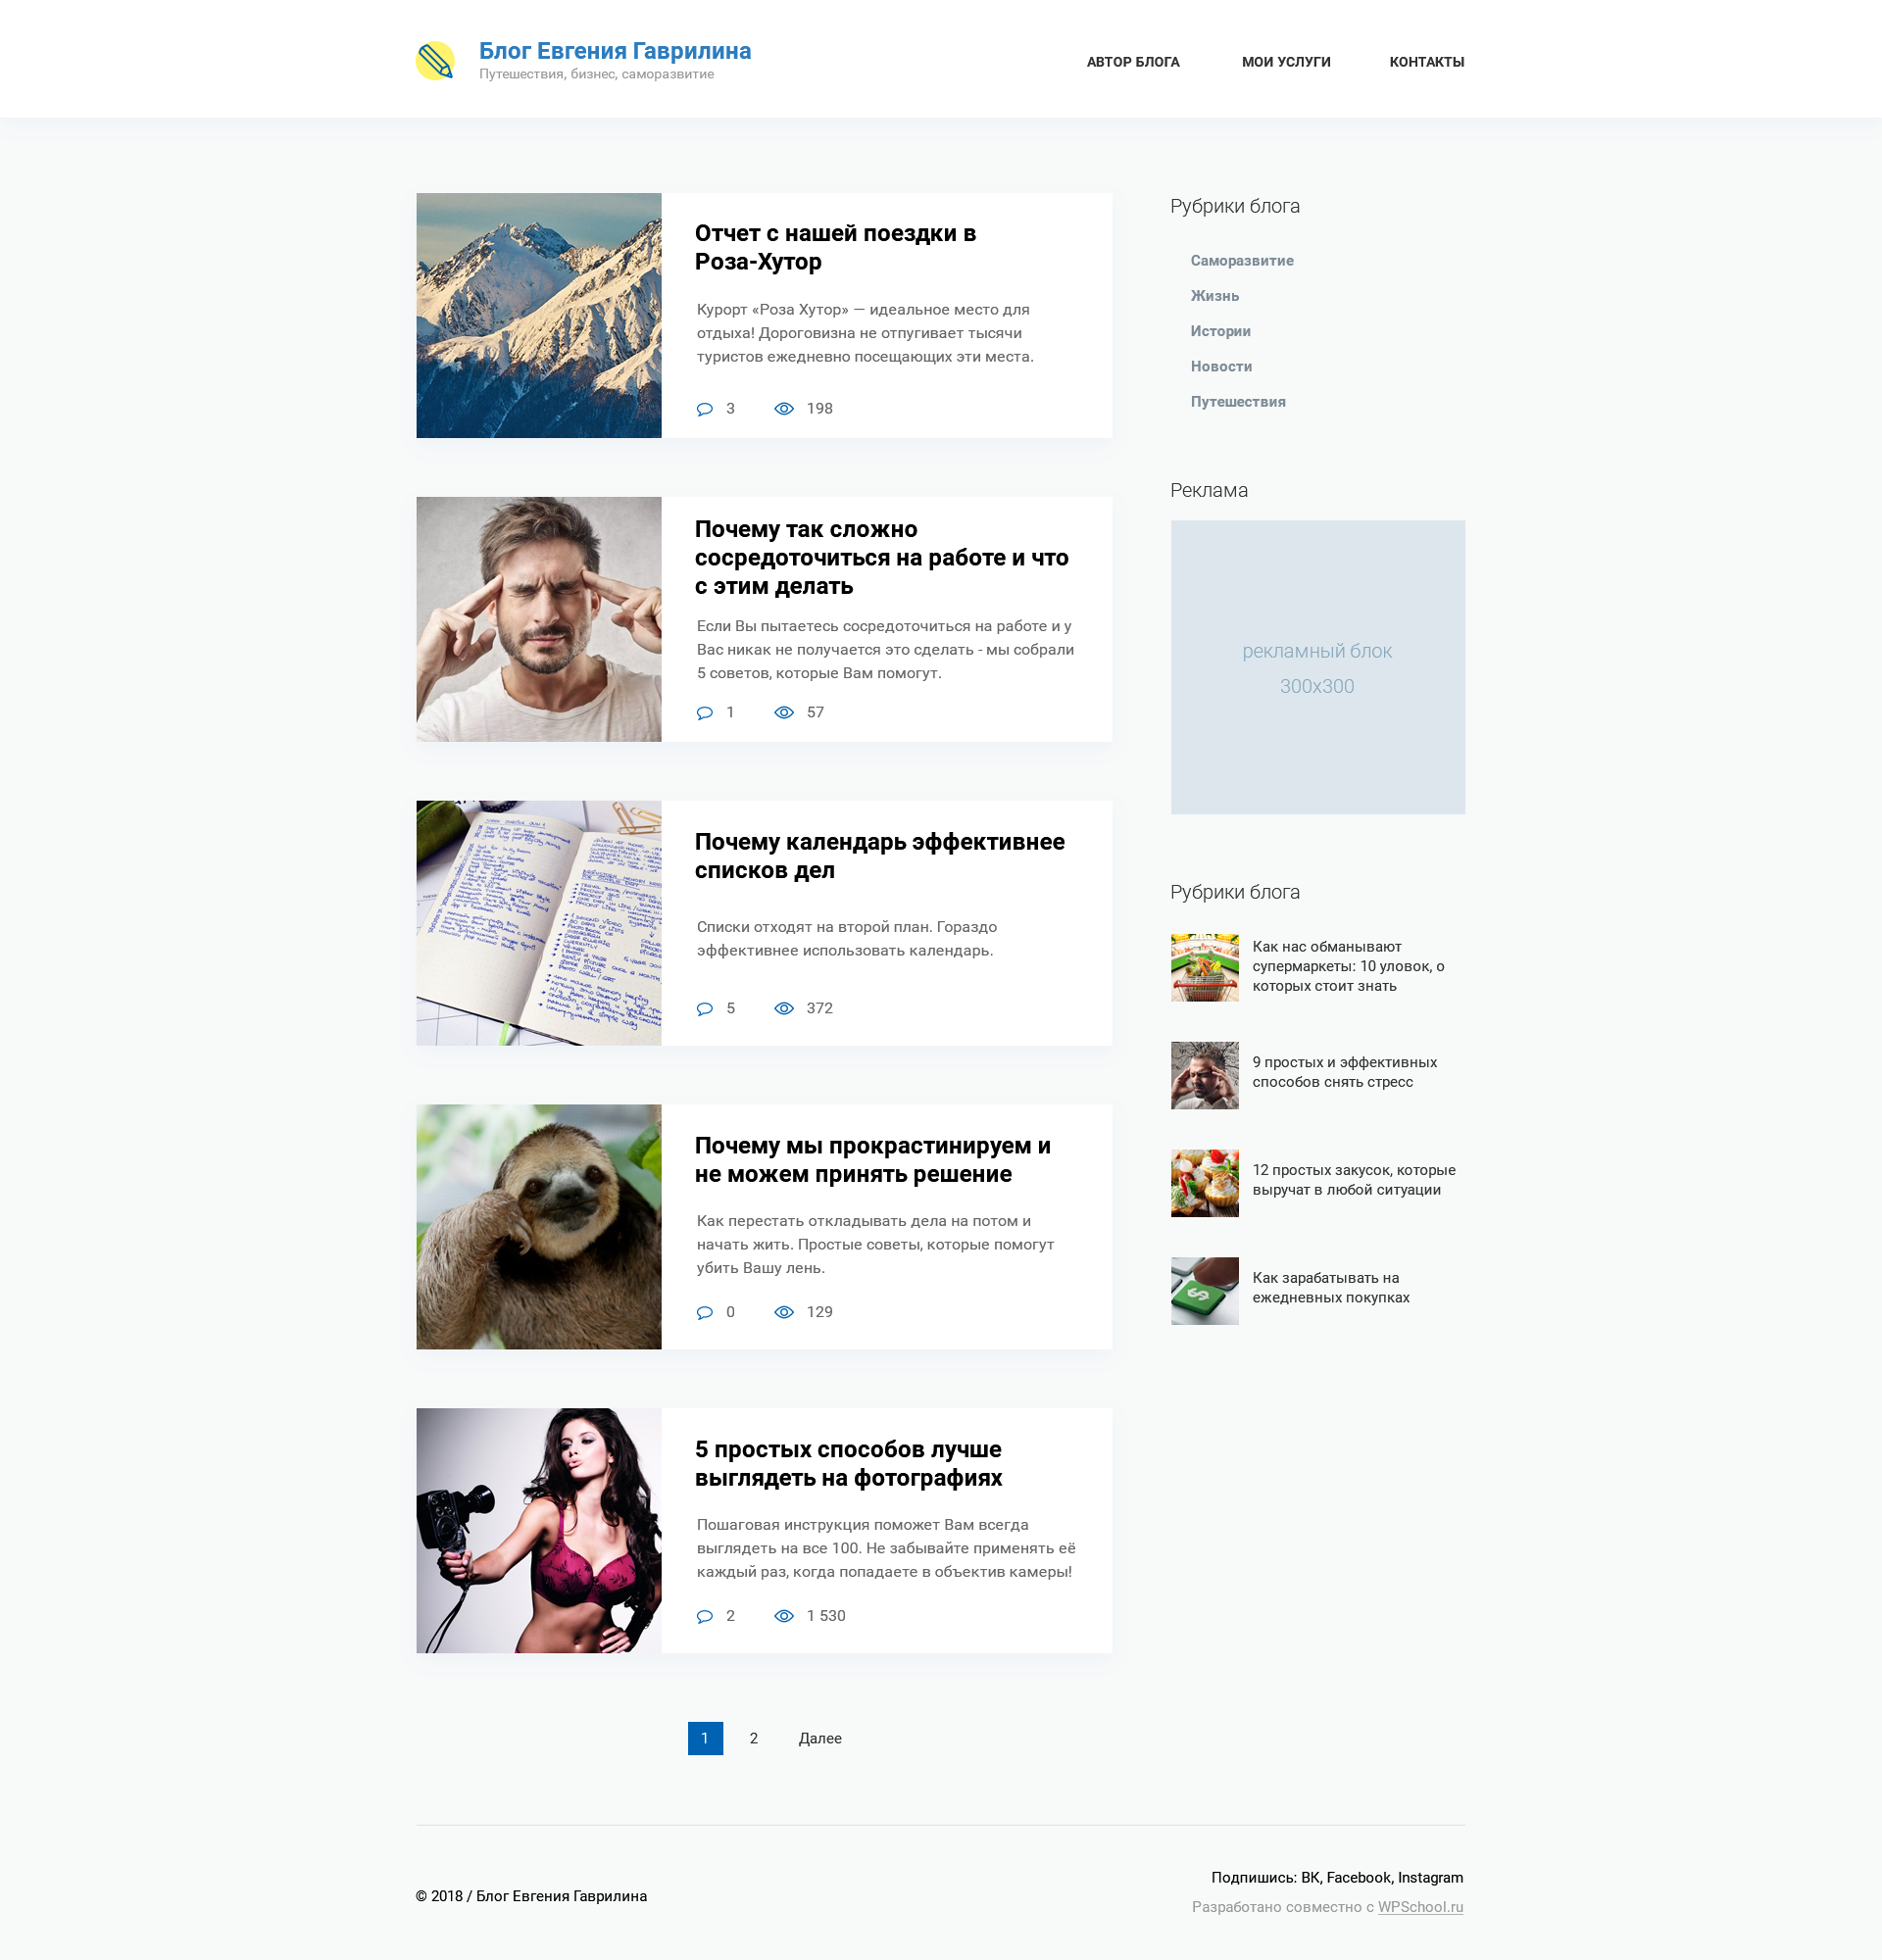 Блог Евгения Гаврилина
Путешествия, бизнес, саморазвитие
АВТОР БЛОГА
МОИ УСЛУГИ
КОНТАКТЫ
Отчет с нашей поездки в
Роза-Хутор
Курорт «Роза Хутор» — идеальное место для
отдыха! Дороговизна не отпугивает тысячи
туристов ежедневно посещающих эти места.
3
198
Почему так сложно
сосредоточиться на работе и что
с этим делать
Если Вы пытаетесь сосредоточиться на работе и у
Вас никак не получается это сделать - мы собрали
5 советов, которые Вам помогут.
1
57
Почему календарь эффективнее
списков дел
Списки отходят на второй план. Гораздо
эффективнее использовать календарь.
5
372
Почему мы прокрастинируем и
не можем принять решение
Как перестать откладывать дела на потом и
начать жить. Простые советы, которые помогут
убить Вашу лень.
0
129
5 простых способов лучше
выглядеть на фотографиях
Пошаговая инструкция поможет Вам всегда
выглядеть на все 100. Не забывайте применять её
каждый раз, когда попадаете в объектив камеры!
2
1 530
1
2
Далее
Рубрики блога
Саморазвитие
Жизнь
Истории
Новости
Путешествия
Реклама
рекламный блок
300x300
Рубрики блога
Как нас обманывают
супермаркеты: 10 уловок, о
которых стоит знать
9 простых и эффективных
способов снять стресс
12 простых закусок, которые
выручат в любой ситуации
Как зарабатывать на
ежедневных покупках
© 2018 / Блог Евгения Гаврилина
Подпишись: ВК, Facebook, Instagram
Разработано совместно с WPSchool.ru